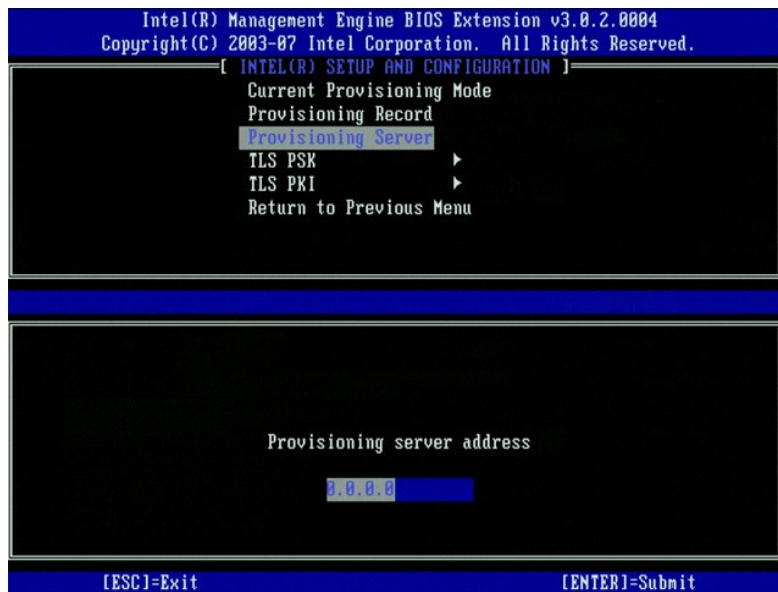 Intel(R) Management Engine BIOS Extension v3.0.2.0004
Copyright(C) 2003-07 Intel Corporation. All Rights Reserved.
[ INTEL(R) SETUP AND CONFIGURATION ]
Current Provisioning Mode
Provisioning Record
Provisioning Server
TLS PSK
TLS PKI
Return to Previous Menu
Provisioning server address
0.0.0.0
[ESC]=Exit [ENTER]=Submit